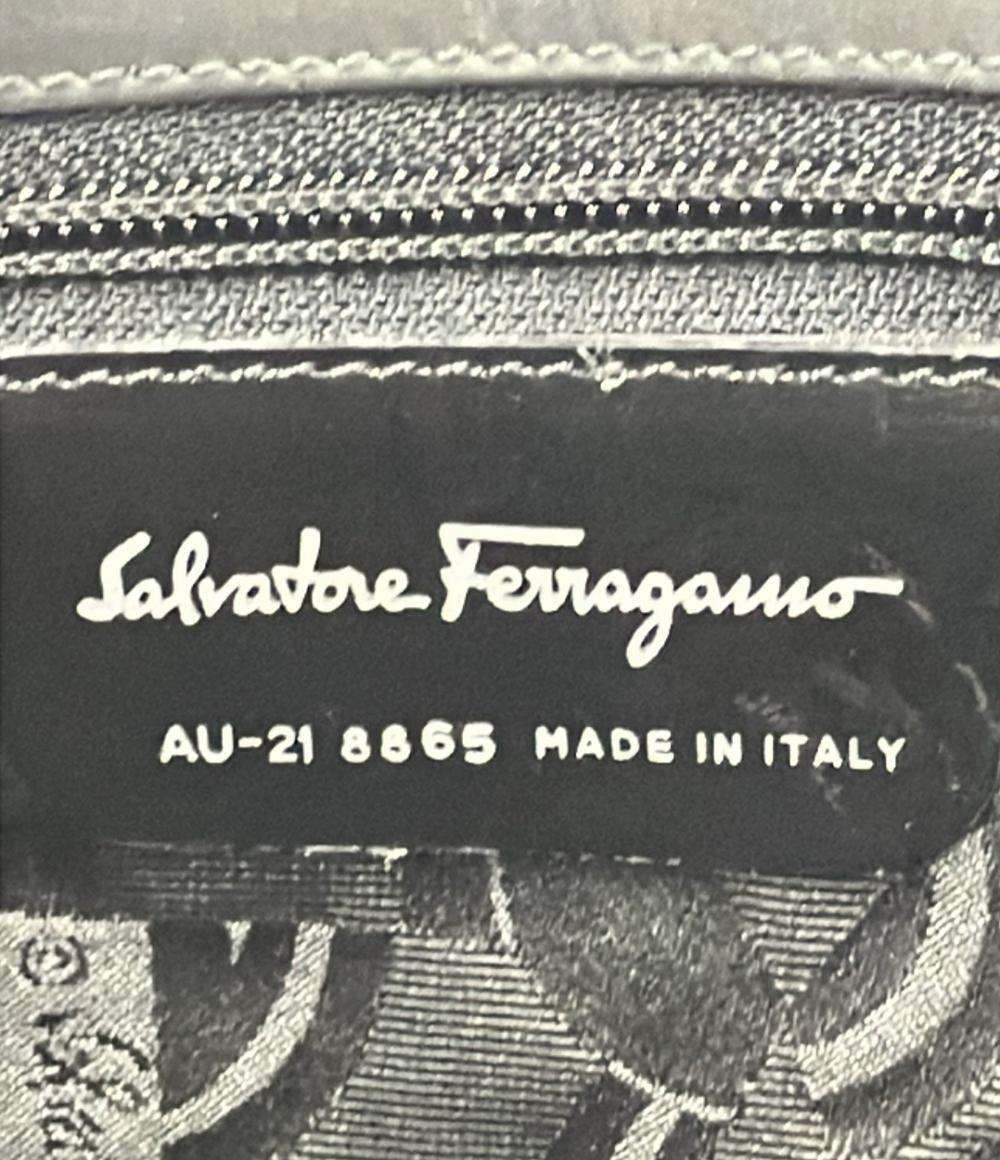 Salvatore Ferragamo
AU-21 8865 MADE IN ITALY